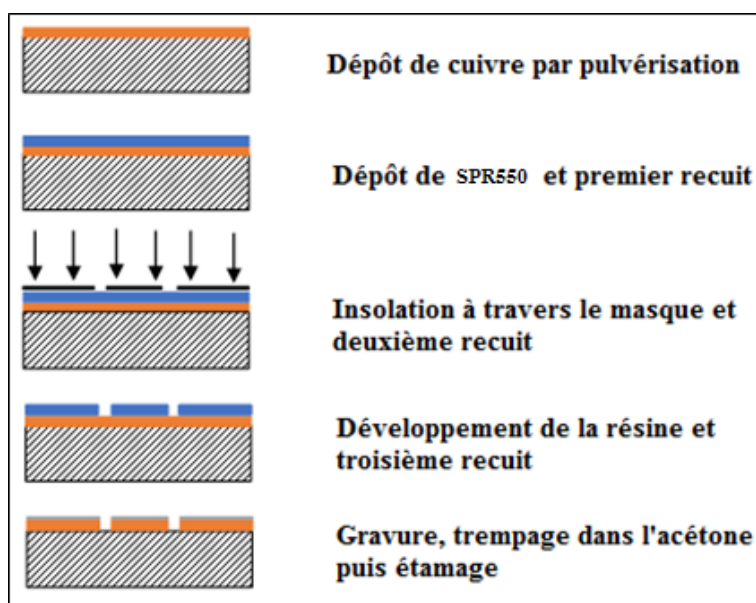 Dépôt de cuivre par pulvérisation
Dépôt de SPR550 et premier recuit
Insolation à travers le masque et
deuxième recuit
Développement de la résine et
troisième recuit
Gravure, trempage dans l'acétone
puis étamage